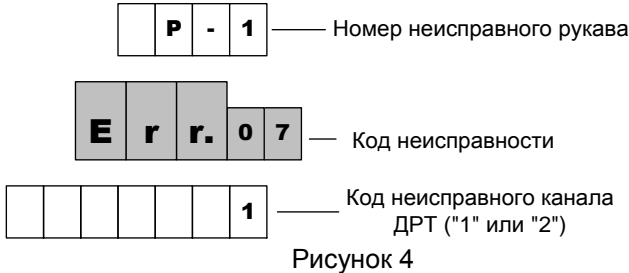 P - 1 Номер неисправного рукава
E r r. 0 7 Код неисправности
1 Код неисправного канала
ДРТ ("1" или "2")
Рисунок 4